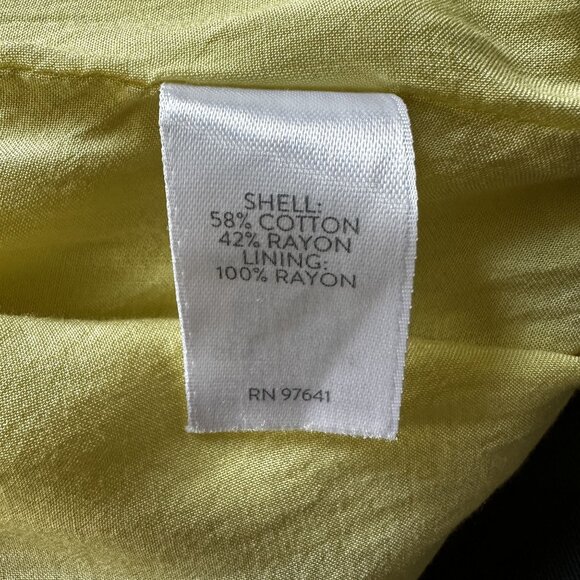 SHELL:
58% COTTON
42% RAYON
LINING:
100% RAYON
RN 97641